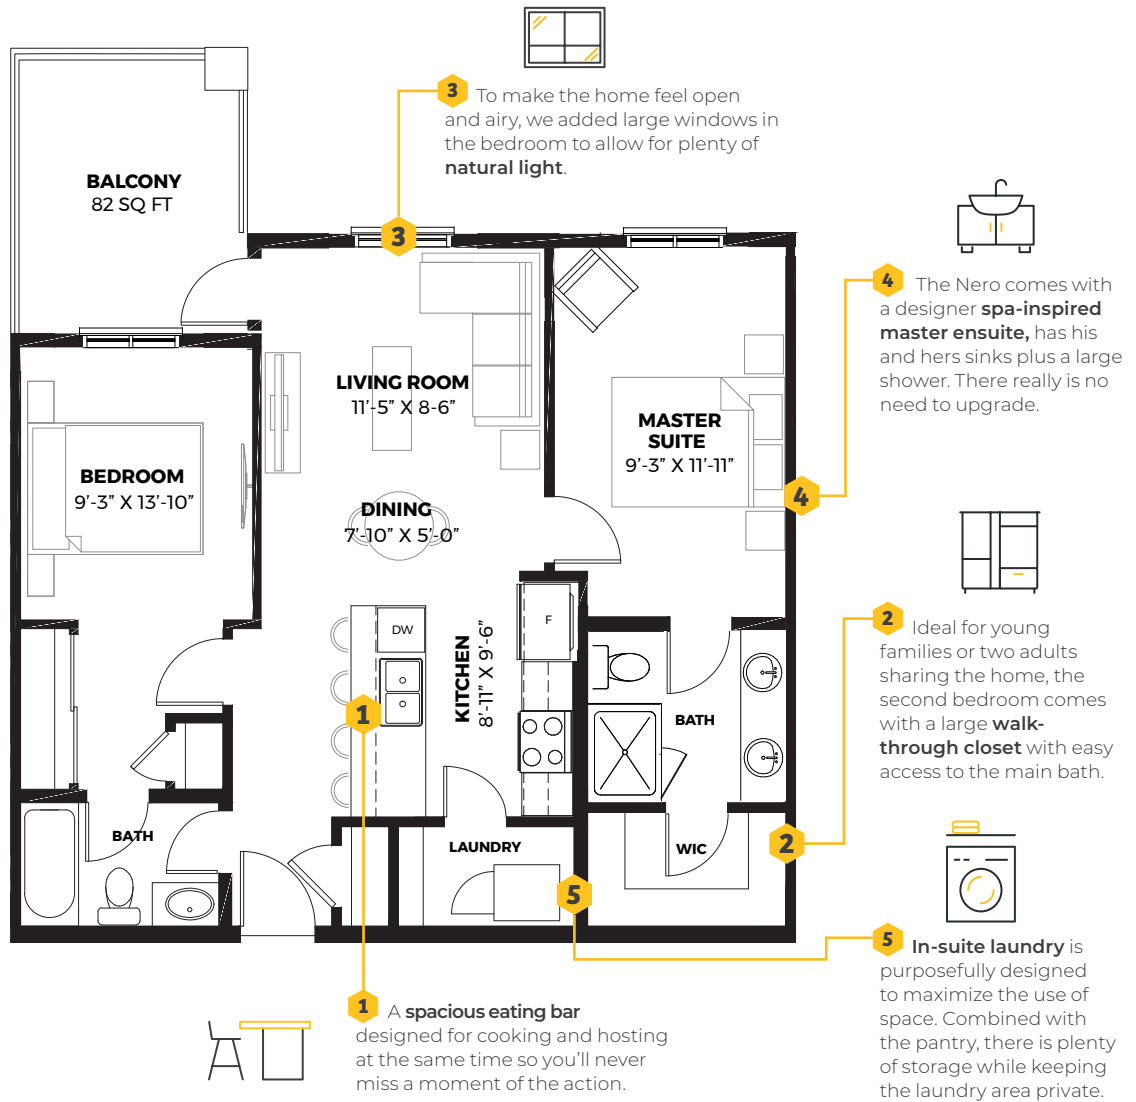 3 To make the home feel open
and airy, we added large windows in
the bedroom to allow for plenty of
natural light.
BALCONY
82 SQ FT
3
4 The Nero comes with
a designer spa-inspired
master ensuite, has his
and hers sinks plus a large
shower. There really is no
need to upgrade.
LIVING ROOM
11'-5" X 8-6"
MASTER
SUITE
9'-3" X 11'-11"
BEDROOM
9'-3" X 13'-10"
4
DINING
7'-10" X 5'-0"
2 Ideal for young
families or two adults
sharing the home, the
second bedroom comes
with a large walk-
through closet with easy
access to the main bath.
F
DW
KITCHEN
8'-11" X 9'-6"
1
BATH
BATH
LAUNDRY
WIC
2
5
5 In-suite laundry is
purposefully designed
to maximize the use of
space. Combined with
the pantry, there is plenty
of storage while keeping
the laundry area private.
1 A spacious eating bar
designed for cooking and hosting
at the same time so you'll never
miss a moment of the action.